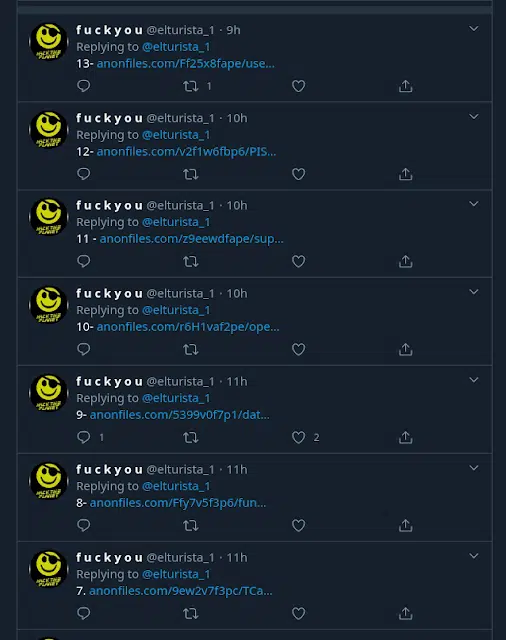 f u c k y o u @elturista_1 · 9h
Replying to @elturista_1
13- anonfiles.com/Ff25x8fape/use...
1
f u c k y o u @elturista_1 · 10h
Replying to @elturista_1
12- anonfiles.com/v2f1w6fbp6/PIS...
f u c k y o u @elturista_1 · 10h
Replying to @elturista_1
11 - anonfiles.com/z9eewdfape/sup...
f u c k y o u @elturista_1 · 10h
Replying to @elturista_1
10- anonfiles.com/r6H1vaf2pe/ope...
f u c k y o u @elturista_1 · 11h
Replying to @elturista_1
9- anonfiles.com/5399v0f7p1/dat...
1 2
f u c k y o u @elturista_1 · 11h
Replying to @elturista_1
8- anonfiles.com/Ffy7v5f3p6/fun...
f u c k y o u @elturista_1 · 11h
Replying to @elturista_1
7. anonfiles.com/9ew2v7f3pc/TCa...